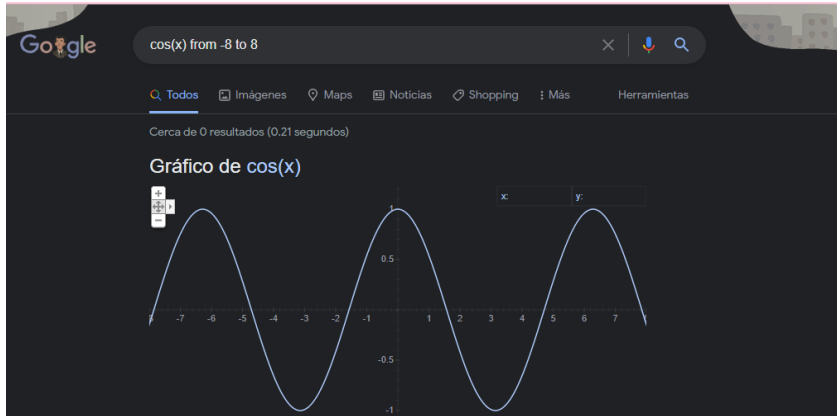 Google
cos(x) from -8 to 8
Todos Imágenes Maps Noticias Shopping Más Herramientas
Cerca de 0 resultados (0.21 segundos)
Gráfico de cos(x)
x: y:
1
0.5
-7 -6 -5 -4 -3 -2 -1 1 2 3 4 5 6 7
-0.5
-1